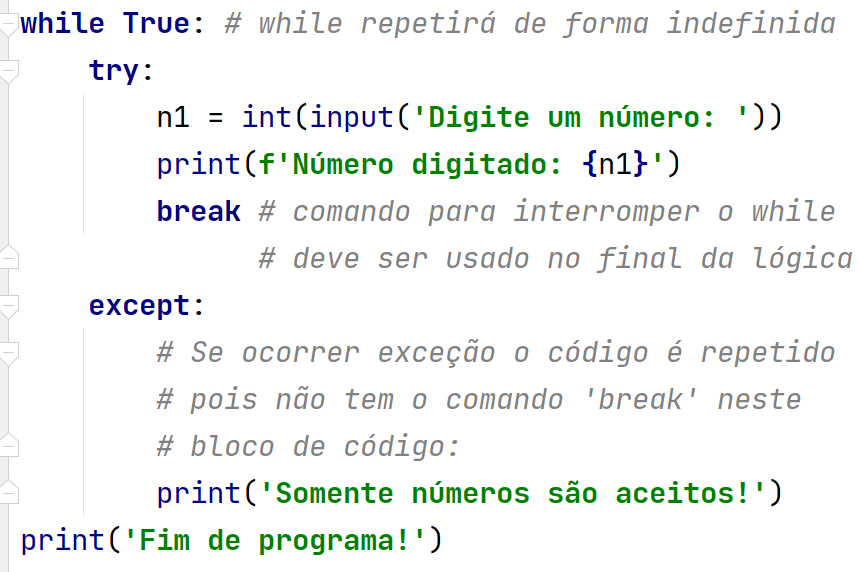 while True: # while repetirá de forma indefinida
    try:
        n1 = int(input('Digite um número: '))
        print(f'Número digitado: {n1}')
        break # comando para interromper o while
              # deve ser usado no final da lógica
    except:
        # Se ocorrer exceção o código é repetido
        # pois não tem o comando 'break' neste
        # bloco de código:
        print('Somente números são aceitos!')
print('Fim de programa!')